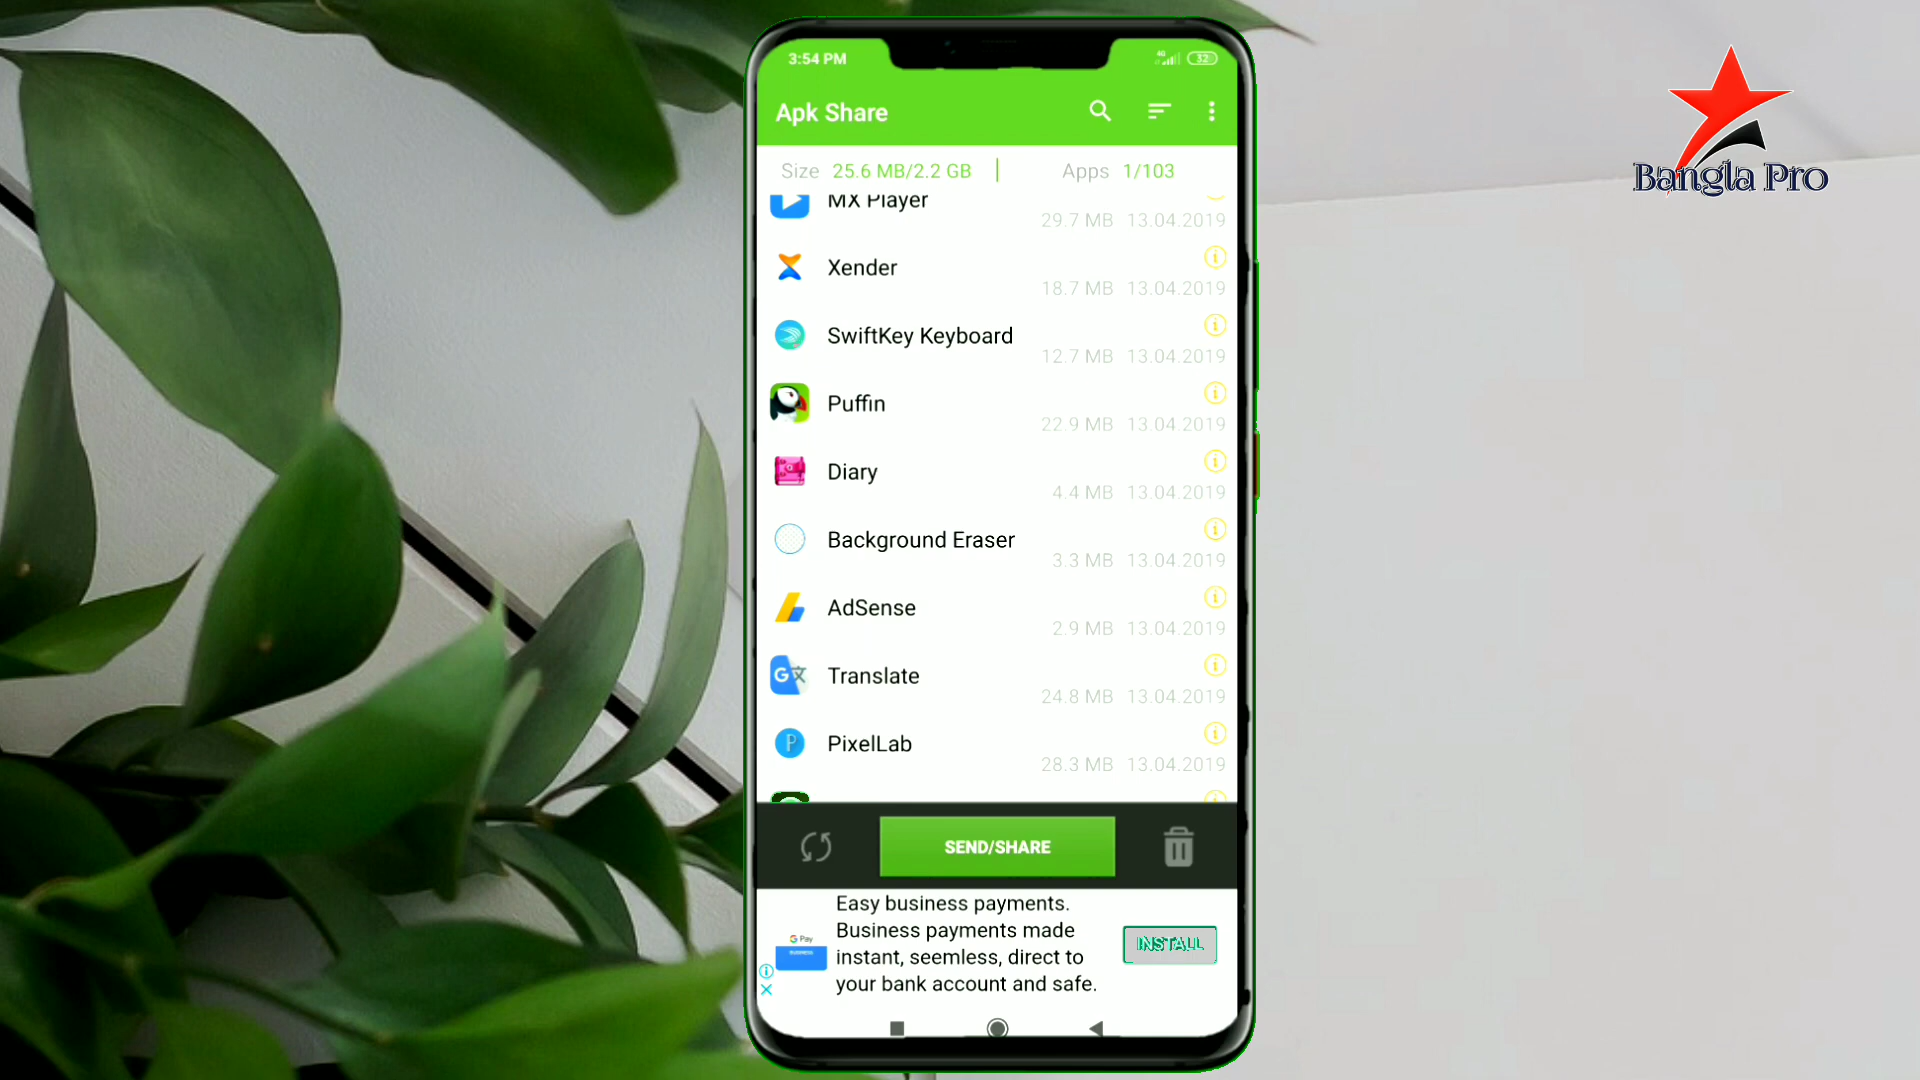 3:54 PM
4G
32
Apk Share
Size 25.6 MB/2.2 GB
Apps 1/103
MX Player
29.7 MB 13.04.2019
Xender
18.7 MB 13.04.2019
SwiftKey Keyboard
12.7 MB 13.04.2019
Puffin
22.9 MB 13.04.2019
Diary
4.4 MB 13.04.2019
Background Eraser
3.3 MB 13.04.2019
AdSense
2.9 MB 13.04.2019
Translate
24.8 MB 13.04.2019
PixelLab
28.3 MB 13.04.2019
SEND/SHARE
Easy business payments.
Business payments made
instant, seemless, direct to
your bank account and safe.
G Pay
BUSINESS
INSTALL
Bangla Pro